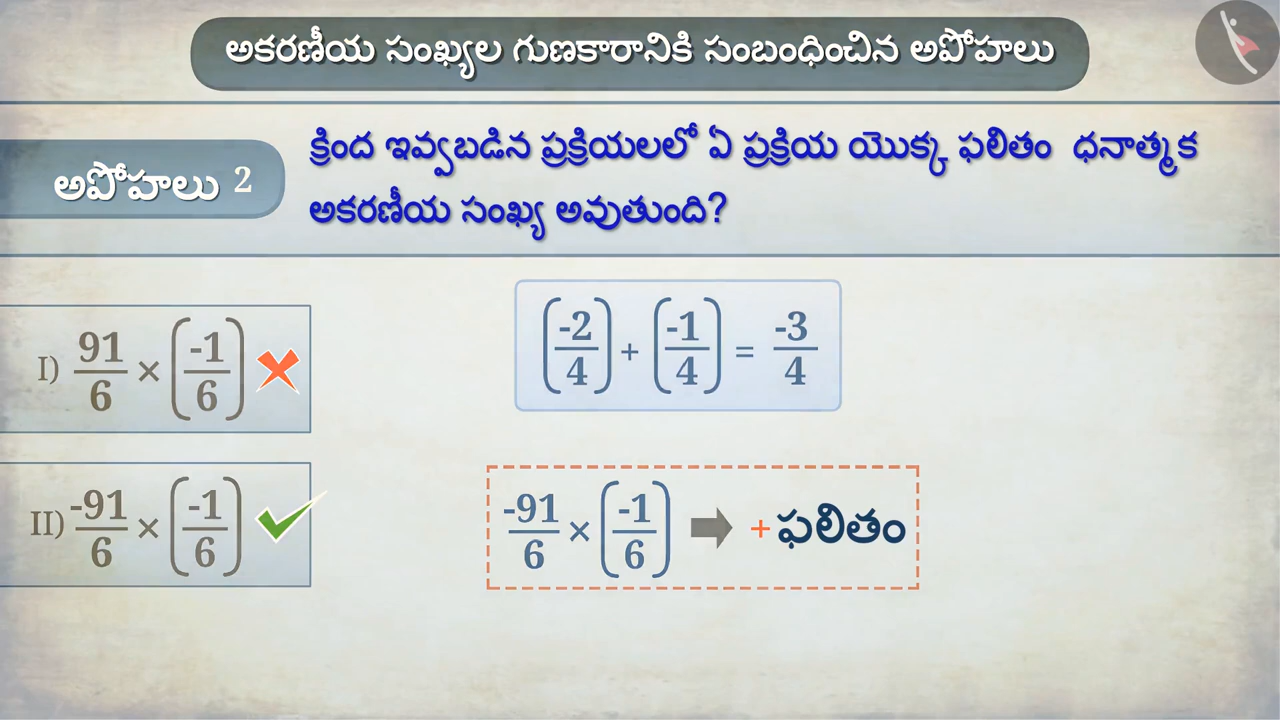 అకరణీయ సంఖ్యల గుణకారానికి సంబంధించిన అపోహలు
అపోహలు 2
క్రింద ఇవ్వబడిన ప్రక్రియలలో ఏ ప్రక్రియ యొక్క ఫలితం ధనాత్మక
అకరణీయ సంఖ్య అవుతుంది?
(-2/4) + (-1/4) = -3/4
I) 91/6 × (-1/6)
II) -91/6 × (-1/6)
-91/6 × (-1/6) + ఫలితం